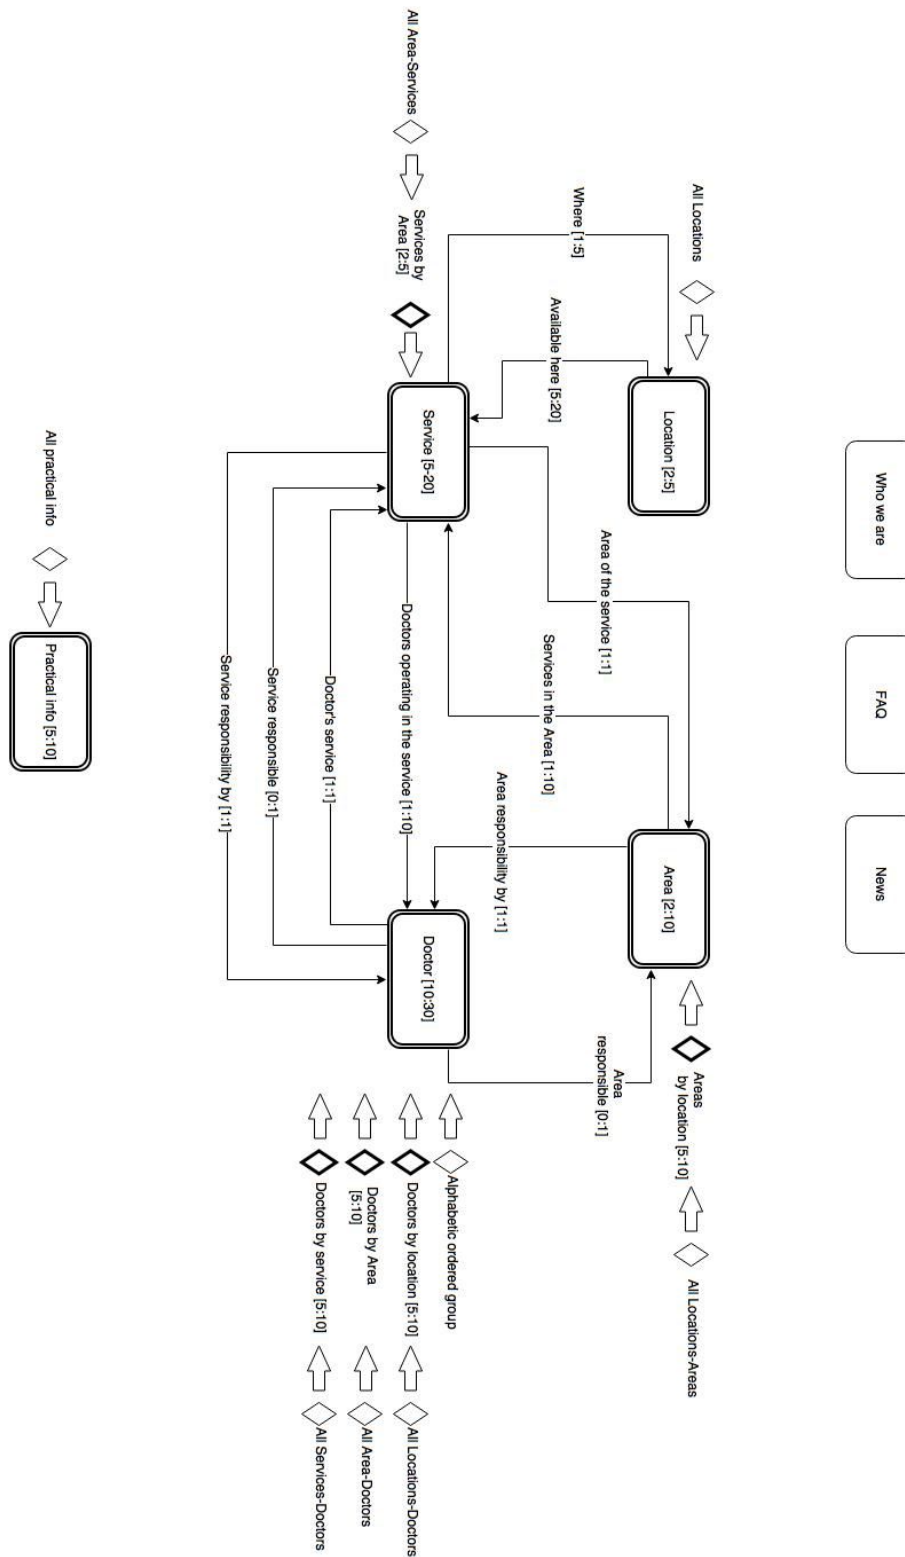 Who we are
FAQ
News
All Locations
Location [2:5]
Area [2:10]
Areas
by location [5:10]
All Locations-Areas
Where [1:5]
Available here [5:20]
Area of the service [1:1]
Services in the Area [1:10]
Area responsibility by [1:1]
Area
responsible [0:1]
All Area-Services
Services by
Area [2:5]
Service [5-20]
Doctors operating in the service [1:10]
Doctor's service [1:1]
Service responsible [0:1]
Service responsibility by [1:1]
Doctor [10:30]
Alphabetic ordered group
Doctors by location [5:10]
All Locations-Doctors
Doctors by Area
[5:10]
All Area-Doctors
Doctors by service [5:10]
All Services-Doctors
All practical info
Practical info [5:10]